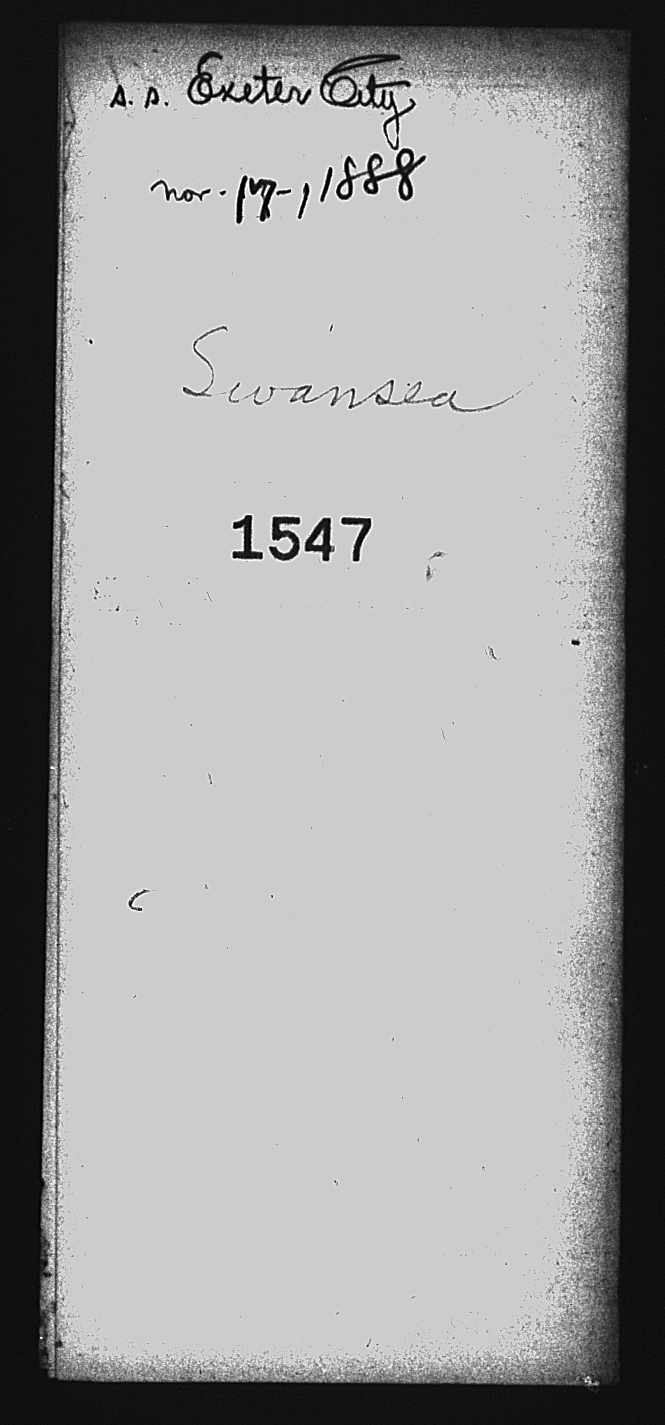 s.s. Exeter City
Nov. 17-, 1888
Swansea
1547